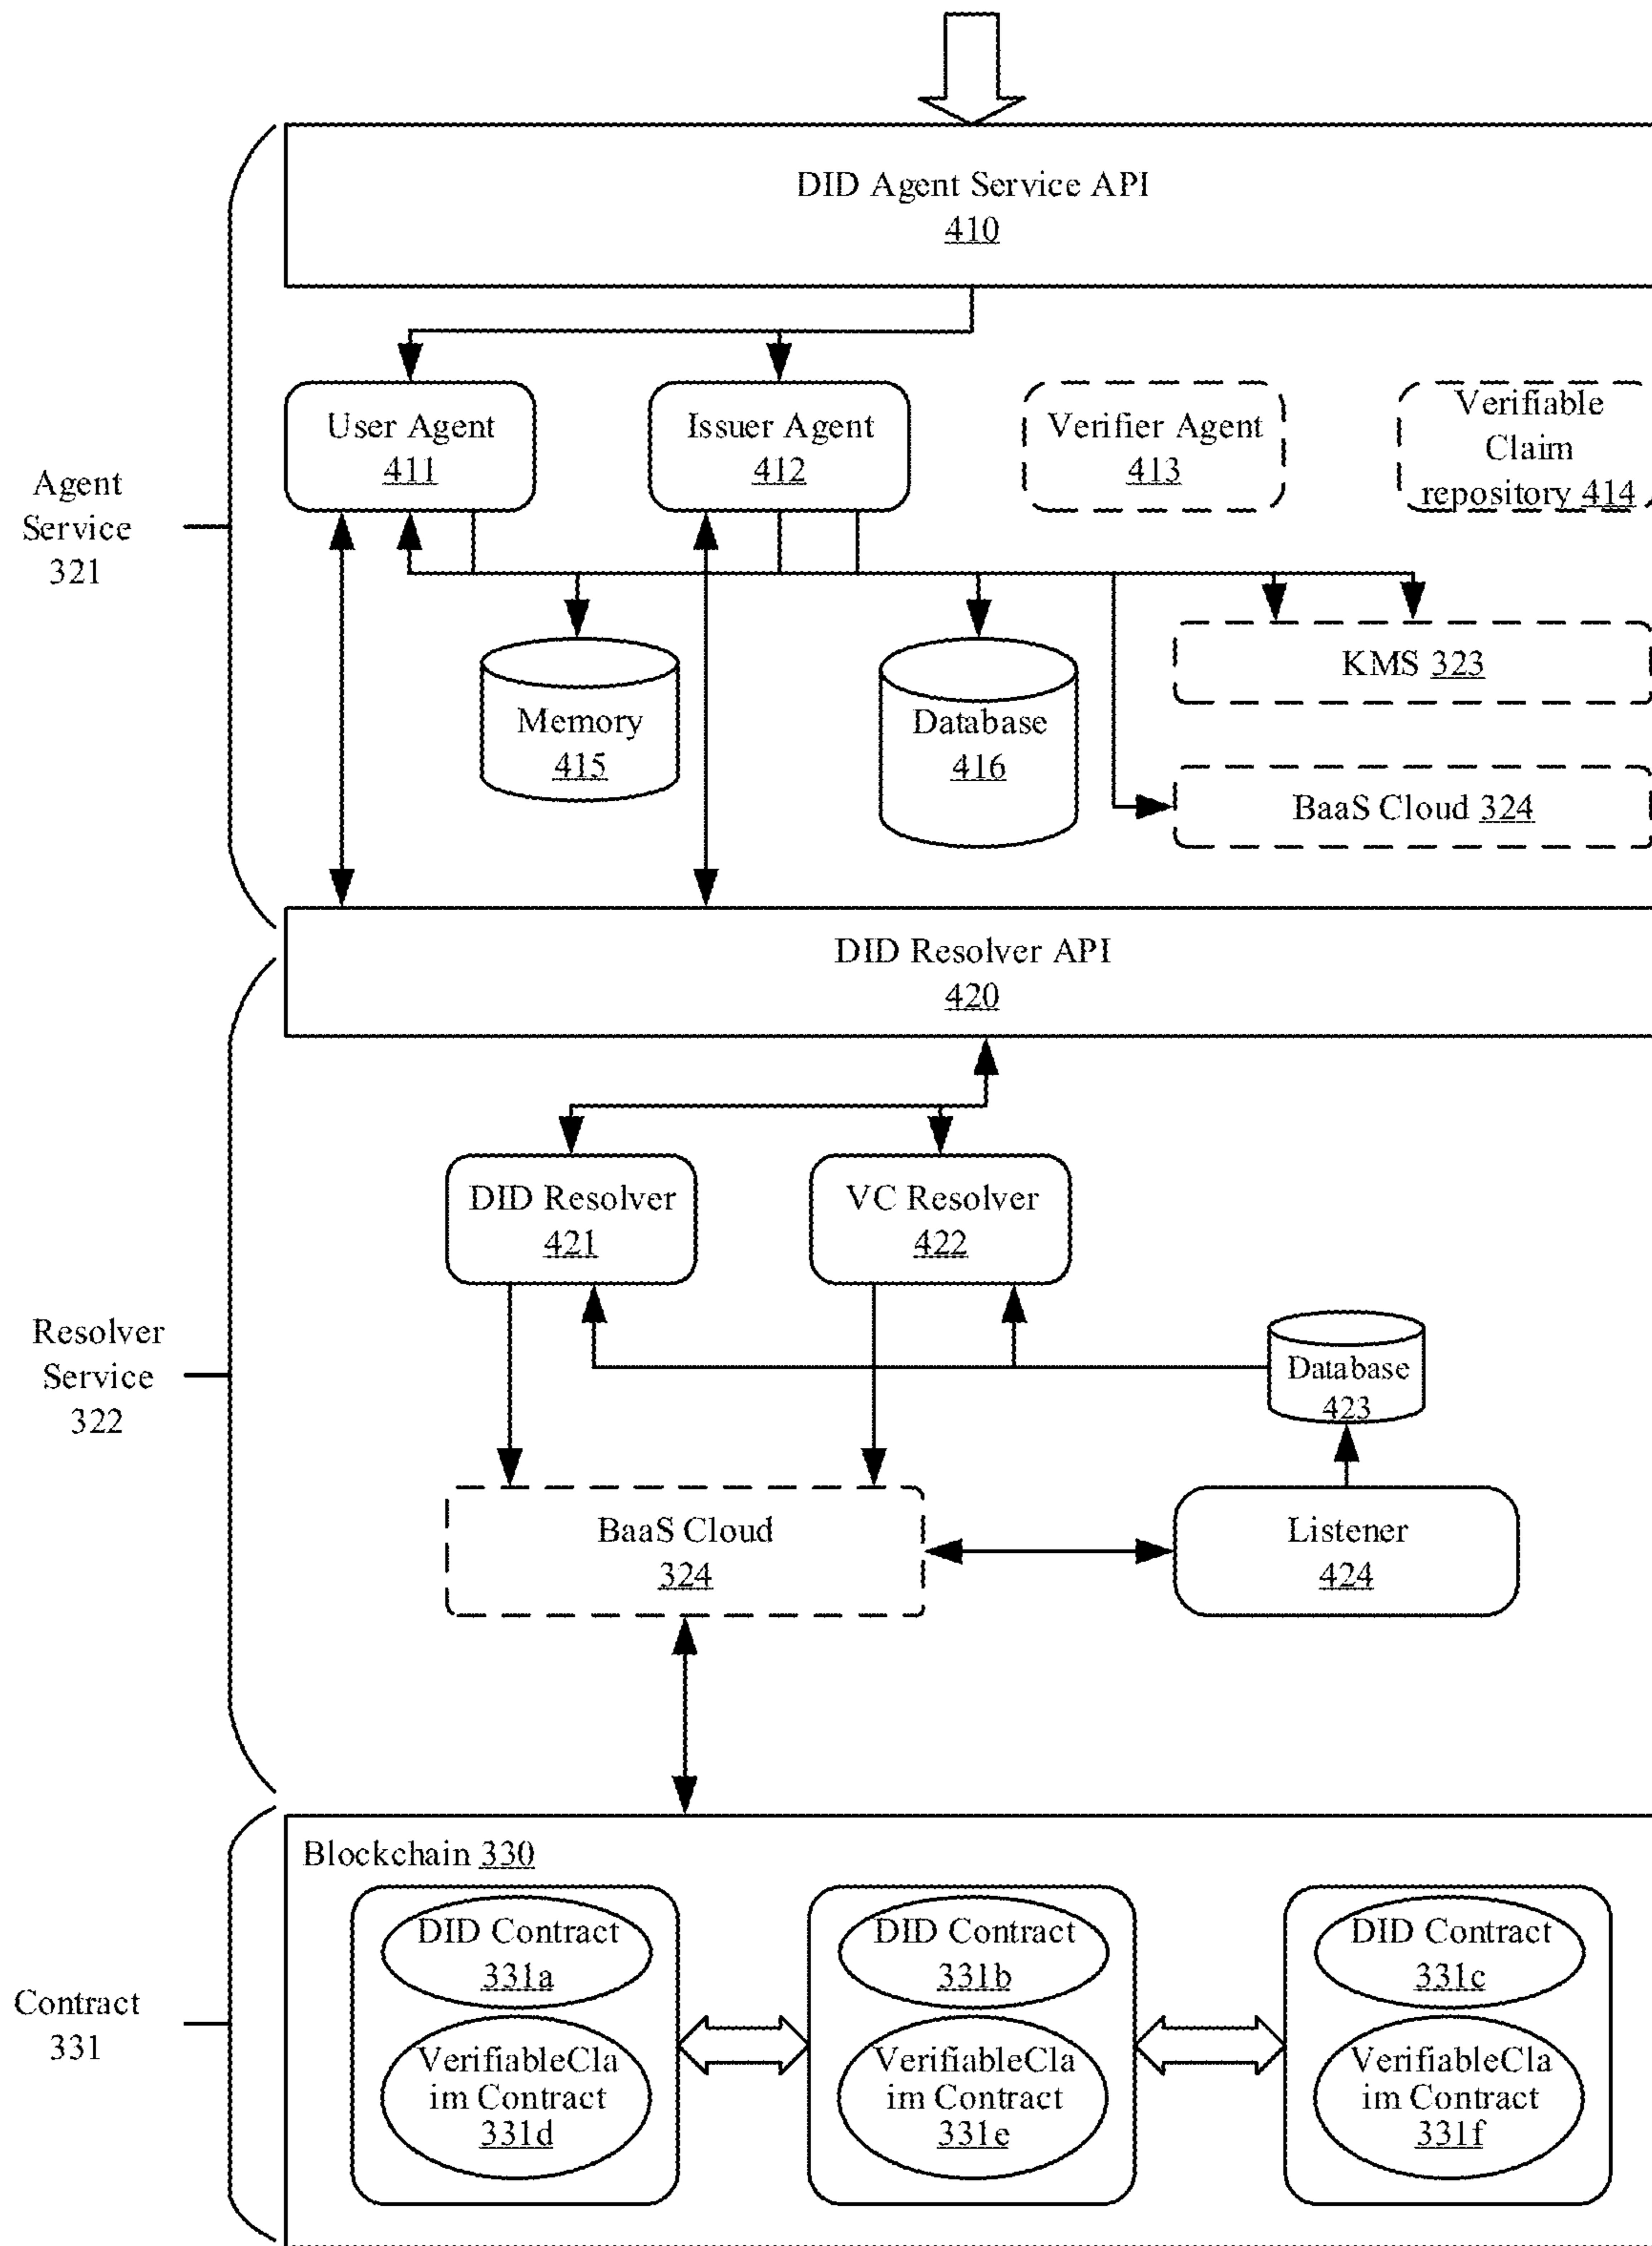 DID Agent Service API
410
User Agent
411
Issuer Agent
412
Verifier Agent
413
Verifiable
Claim
repository 414
Agent
Service
321
Memory
415
Database
416
KMS 323
BaaS Cloud 324
DID Resolver API
420
DID Resolver
421
VC Resolver
422
Resolver
Service
322
Database
423
BaaS Cloud
324
Listener
424
Blockchain 330
DID Contract
331a
DID Contract
331b
DID Contract
331c
Contract
331
VerifiableCla
im Contract
331d
VerifiableCla
im Contract
331e
VerifiableCla
im Contract
331f